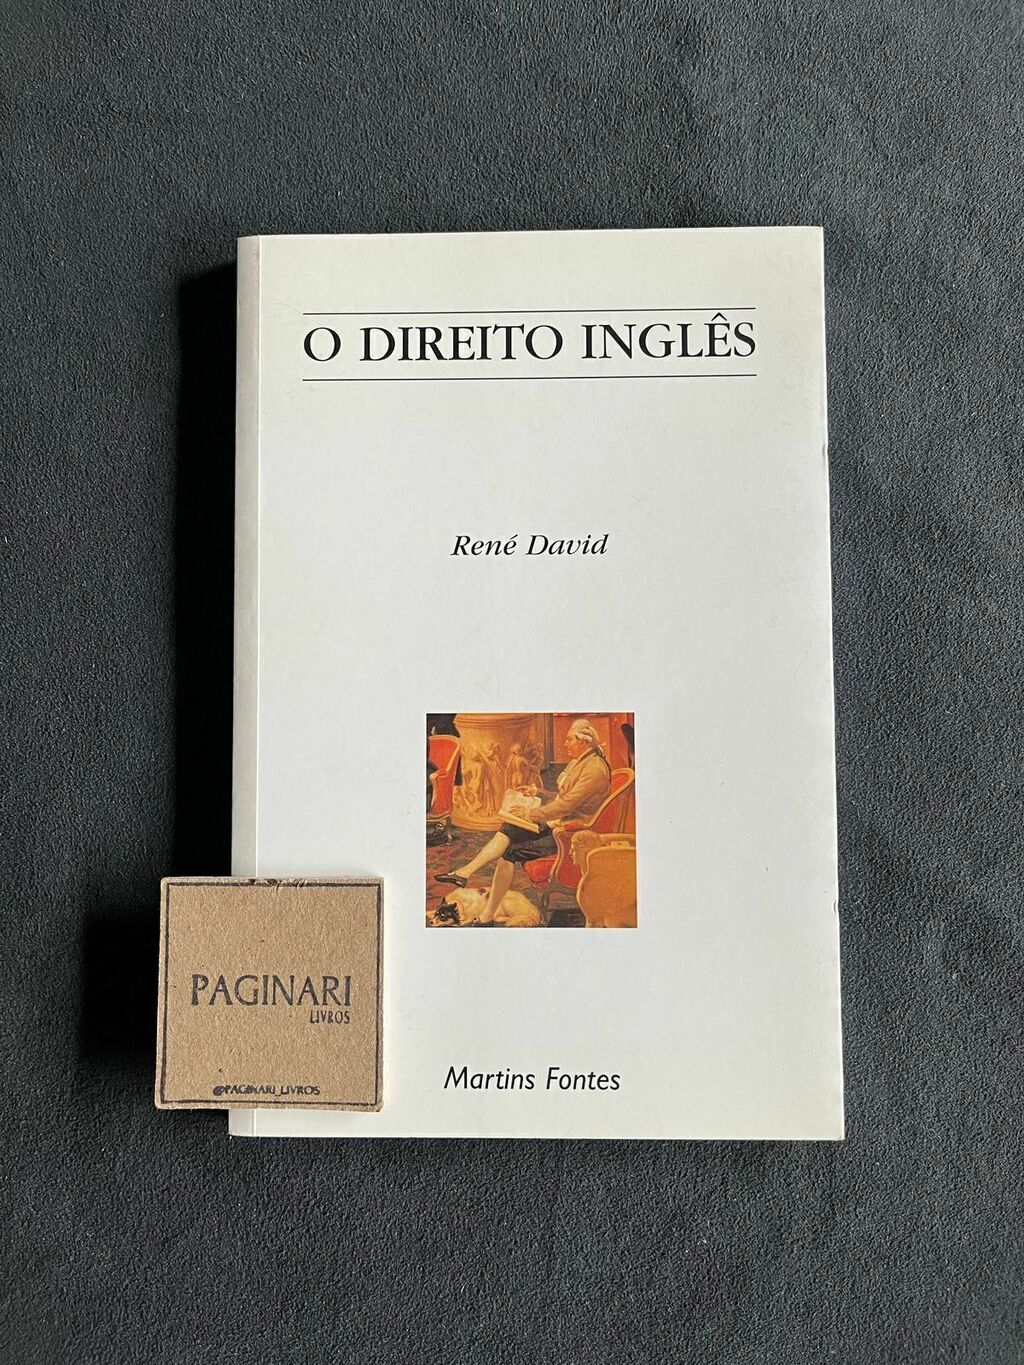 O DIREITO INGLÊS
René David
PAGINARI
LIVROS
@PAGINARI_LIVROS
Martins Fontes